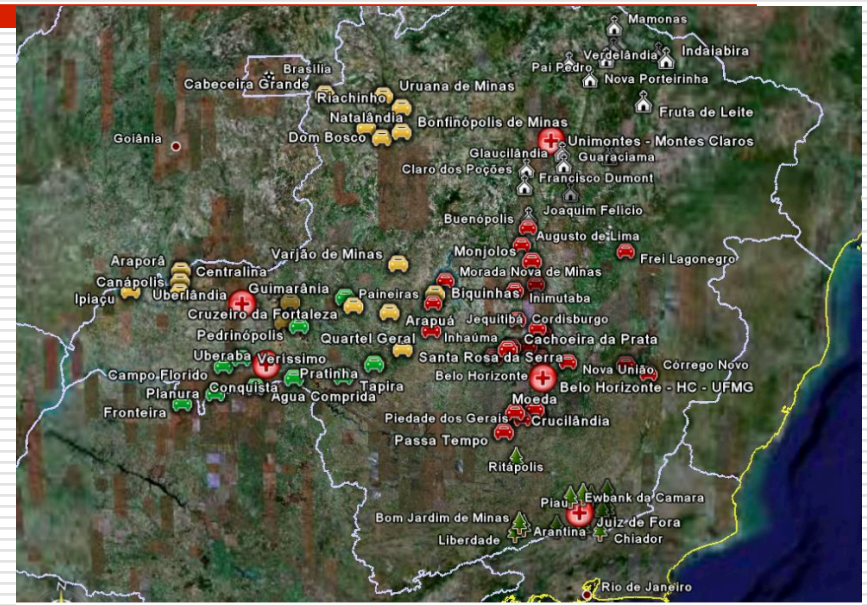 Mamonas
Verdelândia
Indaiabira
Pai Pedro
Nova Porteirinha
Brasília
Cabeceira Grande
Uruana de Minas
Riachinho
Fruta de Leite
Natalândia
Bonfinópolis de Minas
Goiânia
Dom Bosco
Unimontes - Montes Claros
Glaucilândia
Guaraciama
Claro dos Poções
Francisco Dumont
Joaquim Felicio
Buenópolis
Augusto de Lima
Varjão de Minas
Monjolos
Frei Lagonegro
Araporã
Centralina
Morada Nova de Minas
Canápolis
Guimarânia
Ipiaçu
Uberlândia
Paineiras
Biquinhas
Inimutaba
Cruzeiro da Fortaleza
Arapuá
Jequitibá
Cordisburgo
Pedrinópolis
Quartel Geral
Inhaúma
Cachoeira da Prata
Uberaba
Veríssimo
Santa Rosa da Serra
Nova União
Córrego Novo
Campo Florido
Pratinha
Belo Horizonte
Belo Horizonte - HC - UFMG
Conquista
Tapira
Planura
Água Comprida
Moeda
Fronteira
Piedade dos Gerais
Crucilândia
Passa Tempo
Ritápolis
Piau
Ewbank da Camara
Bom Jardim de Minas
Juiz de Fora
Arantina
Liberdade
Chiador
Rio de Janeiro